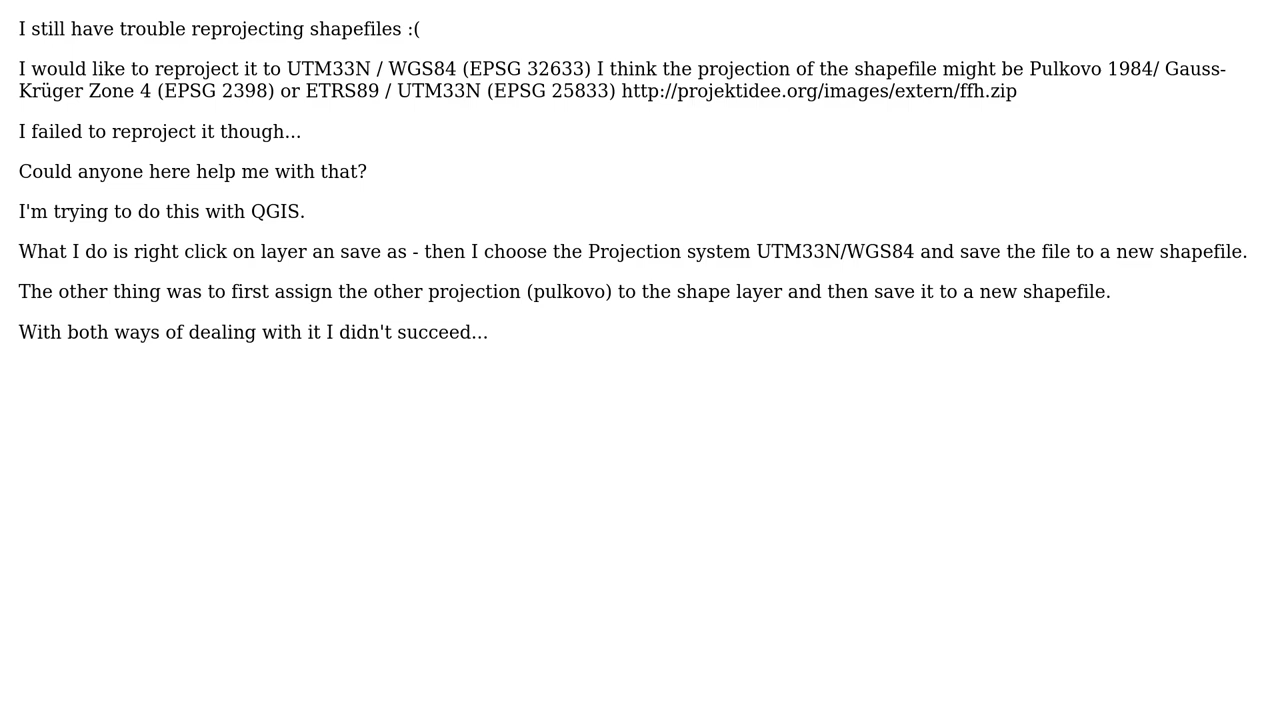 I still have trouble reprojecting shapefiles :(
I would like to reproject it to UTM33N / WGS84 (EPSG 32633) I think the projection of the shapefile might be Pulkovo 1984/ Gauss-
Krüger Zone 4 (EPSG 2398) or ETRS89 / UTM33N (EPSG 25833) http://projektidee.org/images/extern/ffh.zip
I failed to reproject it though...
Could anyone here help me with that?
I'm trying to do this with QGIS.
What I do is right click on layer an save as - then I choose the Projection system UTM33N/WGS84 and save the file to a new shapefile.
The other thing was to first assign the other projection (pulkovo) to the shape layer and then save it to a new shapefile.
With both ways of dealing with it I didn't succeed...